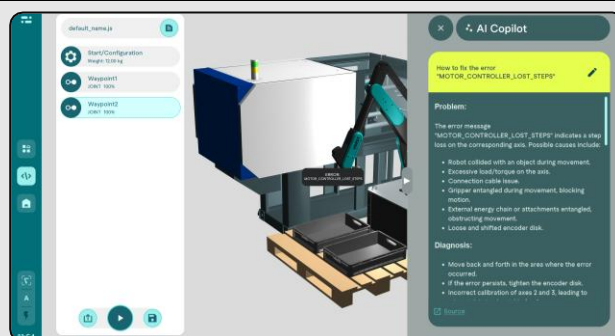 default_name.js
Start/Configuration
Weight: 12.00 kg
Waypoint1
JOINT 100%
Waypoint2
JOINT 100%
ERROR
MOTOR_CONTROLLER_LOST_STEPS
A
AI Copilot
How to fix the error
"MOTOR_CONTROLLER_LOST_STEPS"
Problem:
The error message
"MOTOR_CONTROLLER_LOST_STEPS" indicates a step
loss on the corresponding axis. Possible causes include:
• Robot collided with an object during movement.
• Excessive load/torque on the axis.
• Connection cable issue.
• Gripper entangled during movement, blocking
motion.
• External energy chain or attachments entangled,
obstructing movement.
• Loose and shifted encoder disk.
Diagnosis:
• Move back and forth in the area where the error
occurred.
• If the error persists, tighten the encoder disk.
• Incorrect calibration of axes 2 and 3, leading to
Source